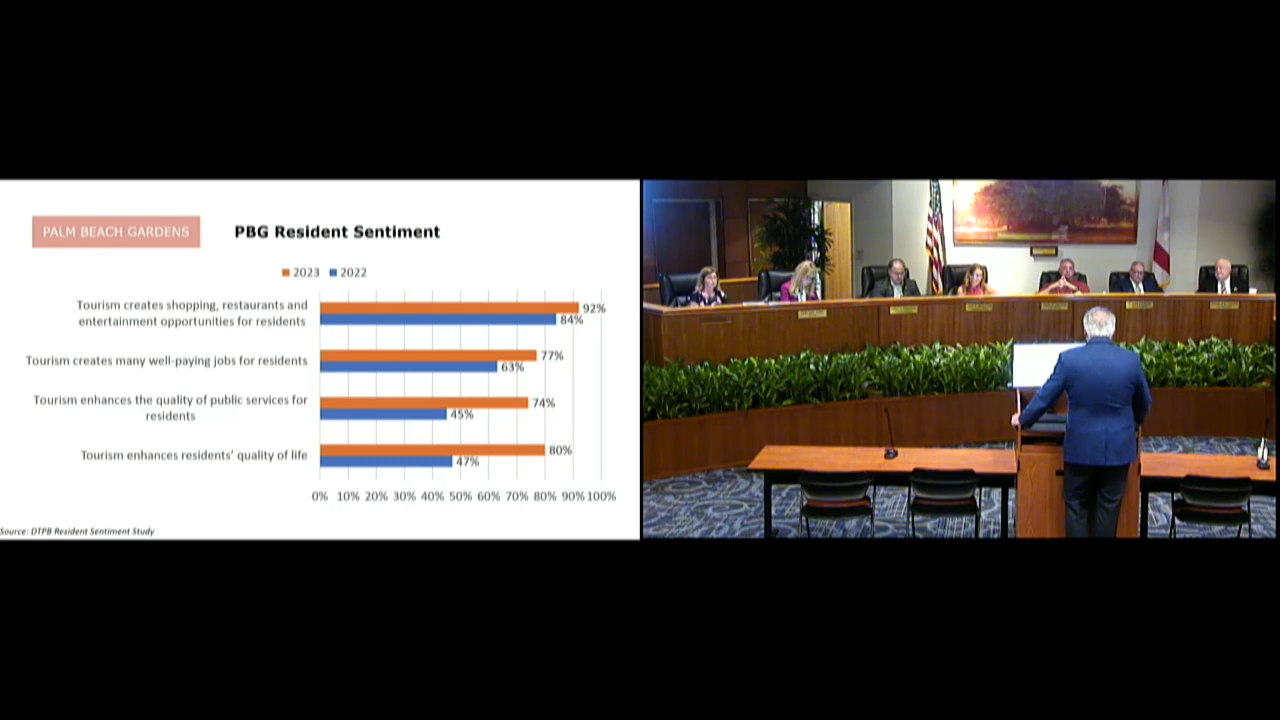 PALM BEACH GARDENS
PBG Resident Sentiment
2023 2022
Tourism creates shopping, restaurants and
entertainment opportunities for residents
92%
84%
Tourism creates many well-paying jobs for residents
77%
63%
Tourism enhances the quality of public services for
residents
74%
45%
Tourism enhances residents' quality of life
80%
47%
0% 10% 20% 30% 40% 50% 60% 70% 80% 90% 100%
Source: DTPB Resident Sentiment Study